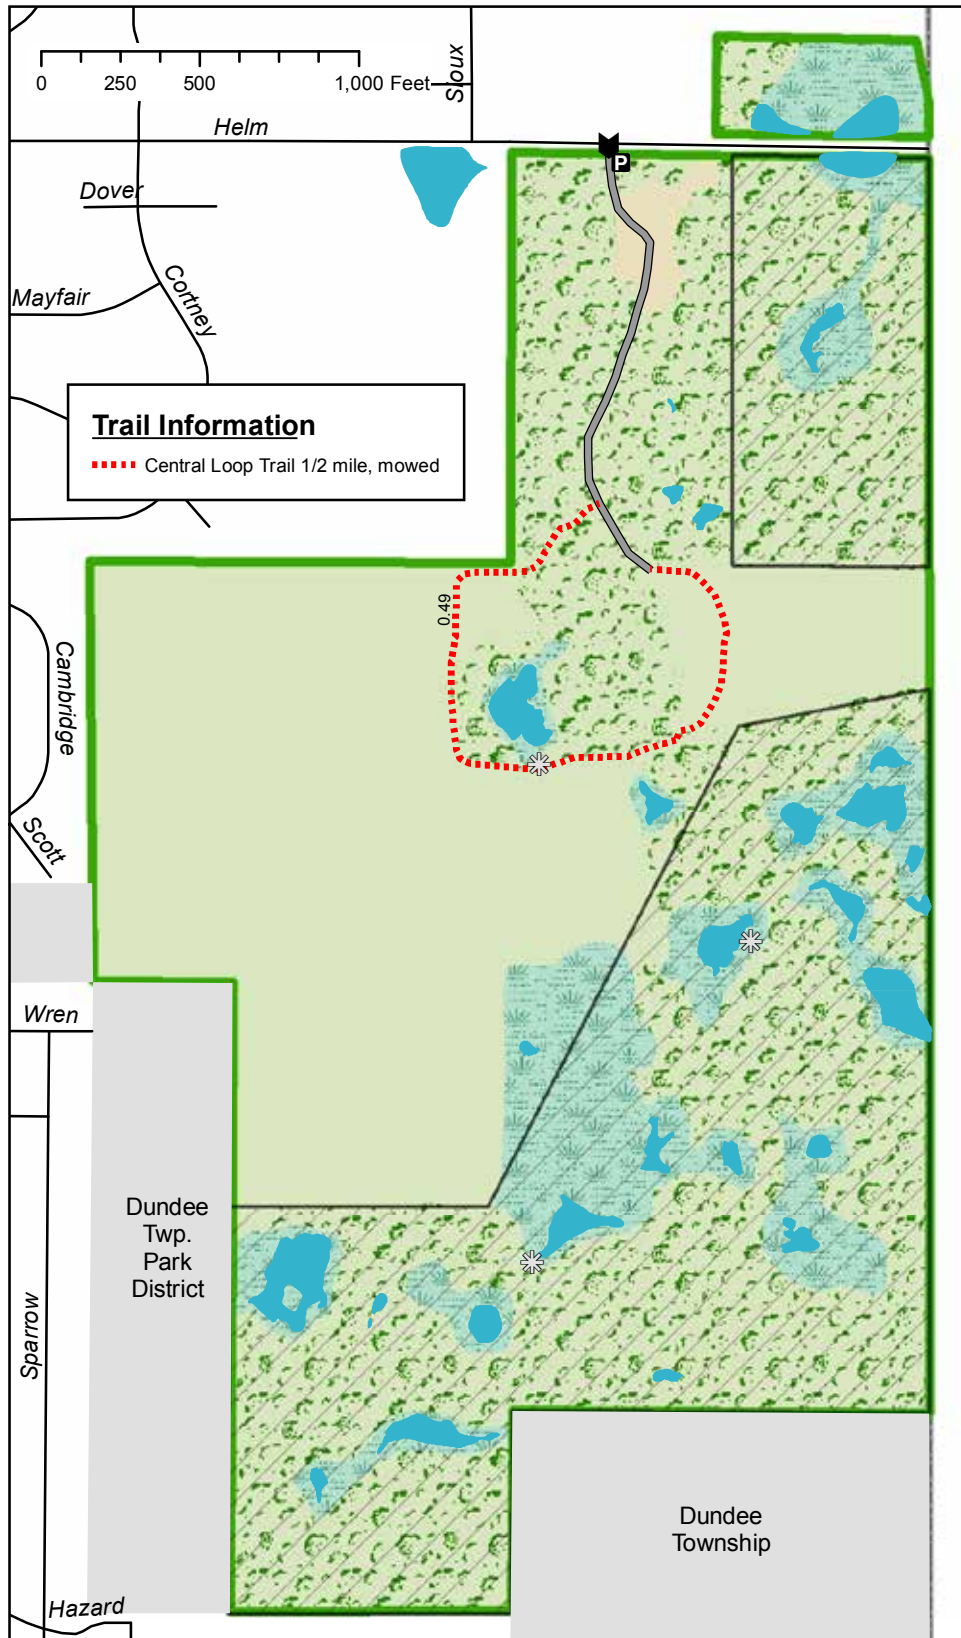 0 250 500 1,000 Feet
Sioux
Helm
P
Dover
Cortney
Mayfair
Trail Information
Central Loop Trail 1/2 mile, mowed
0.49
Cambridge
Scott
Wren
Dundee
Twp.
Park
District
Sparrow
Dundee
Township
Hazard